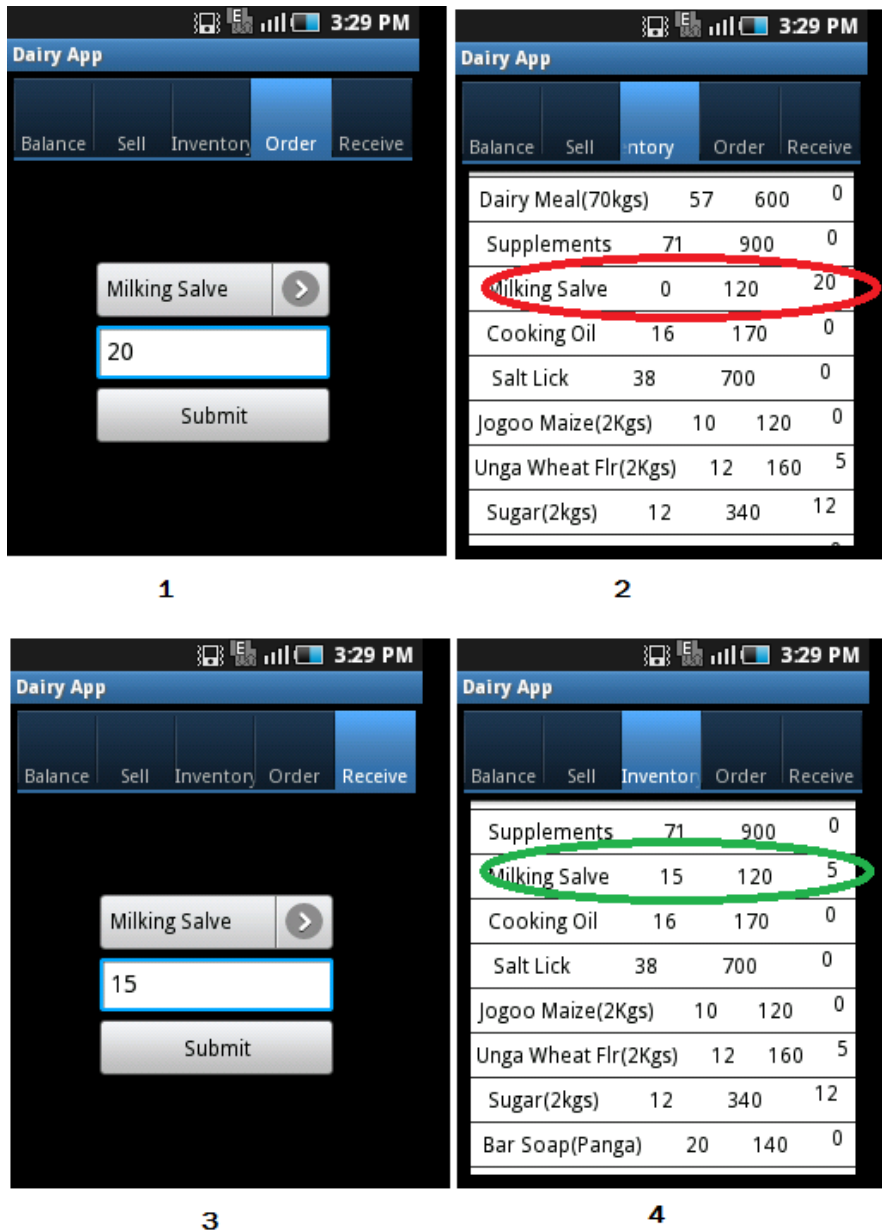 3:29 PM
Dairy App
Balance Sell Inventory Order Receive
Milking Salve
20
Submit
1
3:29 PM
Dairy App
Balance Sell ntory Order Receive
Dairy Meal(70kgs) 57 600 0
Supplements 71 900 0
Milking Salve 0 120 20
Cooking Oil 16 170 0
Salt Lick 38 700 0
Jogoo Maize(2Kgs) 10 120 0
Unga Wheat Flr(2Kgs) 12 160 5
Sugar(2kgs) 12 340 12
2
3:29 PM
Dairy App
Balance Sell Inventory Order Receive
Milking Salve
15
Submit
3
3:29 PM
Dairy App
Balance Sell Inventory Order Receive
Supplements 71 900 0
Milking Salve 15 120 5
Cooking Oil 16 170 0
Salt Lick 38 700 0
Jogoo Maize(2Kgs) 10 120 0
Unga Wheat Flr(2Kgs) 12 160 5
Sugar(2kgs) 12 340 12
Bar Soap(Panga) 20 140 0
4